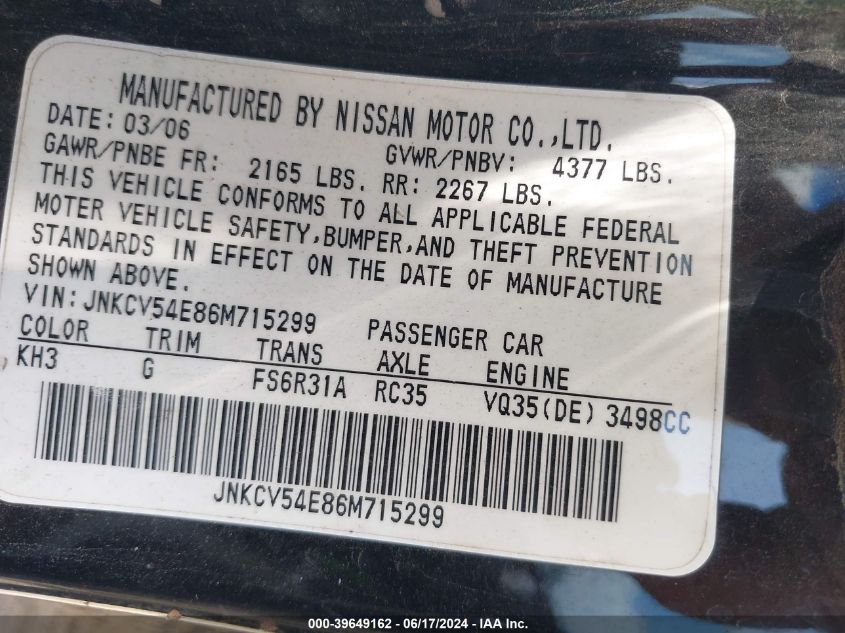 MANUFACTURED BY NISSAN MOTOR CO.,LTD.
DATE: 03/06 GVWR/PNBV: 4377 LBS.
GAWR/PNBE FR: 2165 LBS. RR: 2267 LBS.
THIS VEHICLE CONFORMS TO ALL APPLICABLE FEDERAL
MOTER VEHICLE SAFETY,BUMPER,AND THEFT PREVENTION
STANDARDS IN EFFECT ON THE DATE OF MANUFACTURE
SHOWN ABOVE.
VIN:JNKCV54E86M715299 PASSENGER CAR
COLOR TRIM TRANS AXLE ENGINE
KH3 G FS6R31A RC35 VQ35(DE) 3498CC
JNKCV54E86M715299
000-39649162 - 06/17/2024 - IAA Inc.